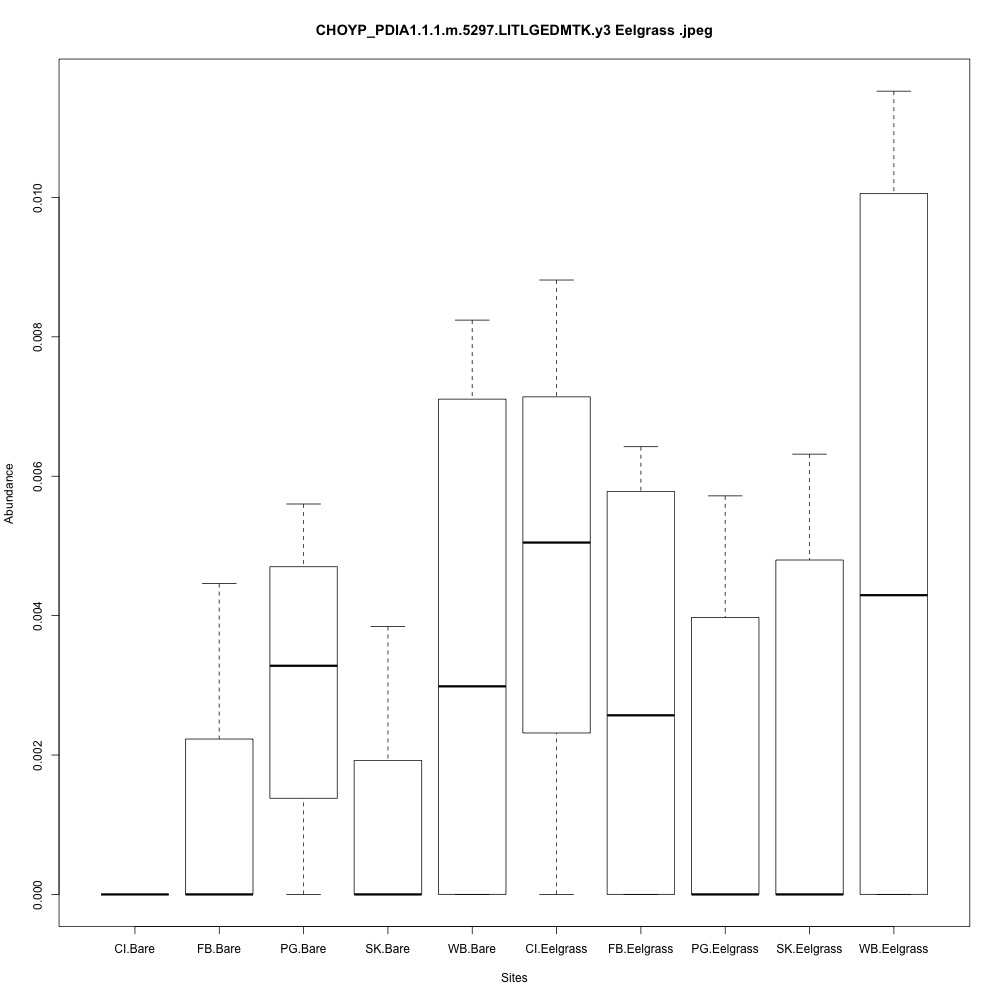 CHOYP_PDIA1.1.1.m.5297.LITLGEDMTK.y3 Eelgrass .jpeg
0.010
0.008
0.006
0.004
0.002
0.000
Abundance
CI.Bare FB.Bare PG.Bare SK.Bare WB.Bare CI.Eelgrass FB.Eelgrass PG.Eelgrass SK.Eelgrass WB.Eelgrass
Sites